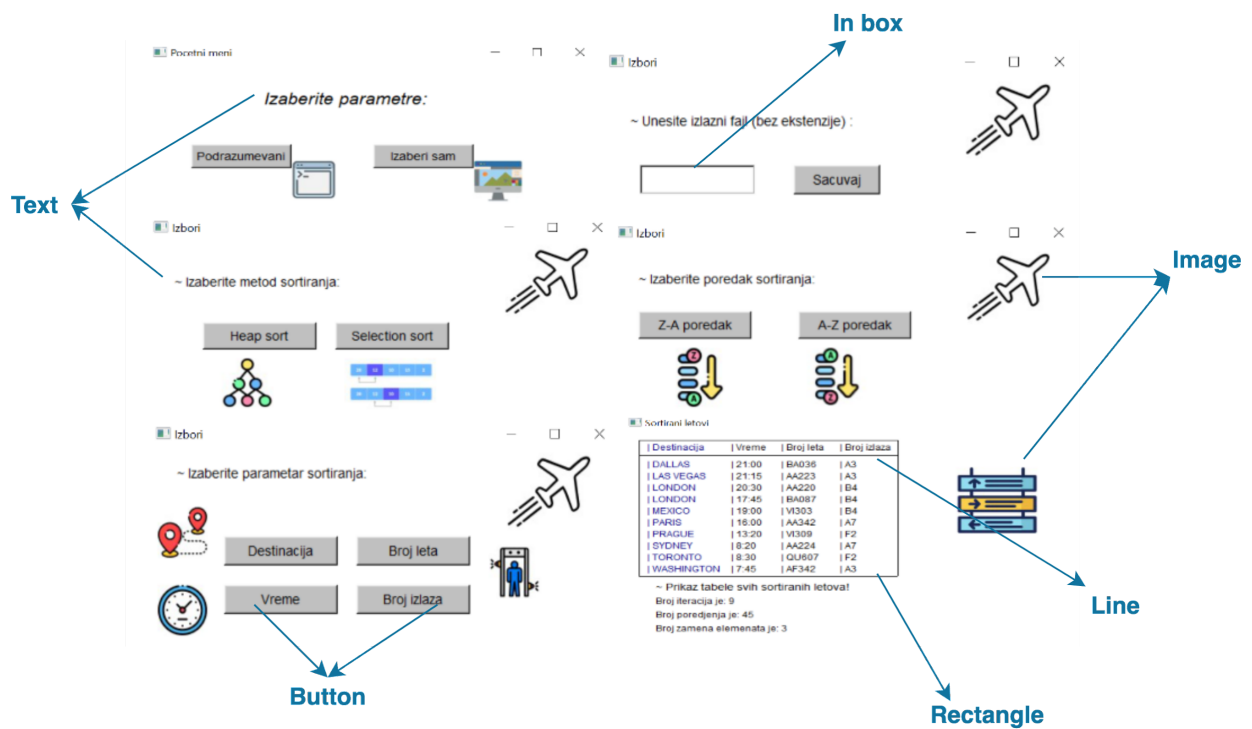 In box
Pocetni meni
Izaberite parametre:
Podrazumevani
Izaberi sam
Izbori
~ Unesite izlazni fajl (bez ekstenzije) :
Sacuvaj
Text
Izbori
~ Izaberite metod sortiranja:
Heap sort
Selection sort
Izbori
~ Izaberite poredak sortiranja:
Z-A poredak
A-Z poredak
Z
A
A
Z
Image
Izbori
~ Izaberite parametar sortiranja:
Destinacija
Broj leta
Vreme
Broj izlaza
Button
Sortirani letovi
| Destinacija | Vreme | Broj leta | Broj izlaza
| DALLAS | 21:00 | BA036 | A3
| LAS VEGAS | 21:15 | AA223 | A3
| LONDON | 20:30 | AA220 | B4
| LONDON | 17:45 | BA087 | B4
| MEXICO | 19:00 | VI303 | B4
| PARIS | 16:00 | AA342 | A7
| PRAGUE | 13:20 | VI309 | F2
| SYDNEY | 8:20 | AA224 | A7
| TORONTO | 8:30 | QU607 | F2
| WASHINGTON | 7:45 | AF342 | A3
~ Prikaz tabele svih sortiranih letova!
Broj iteracija je: 9
Broj poredjenja je: 45
Broj zamena elemenata je: 3
Line
Rectangle